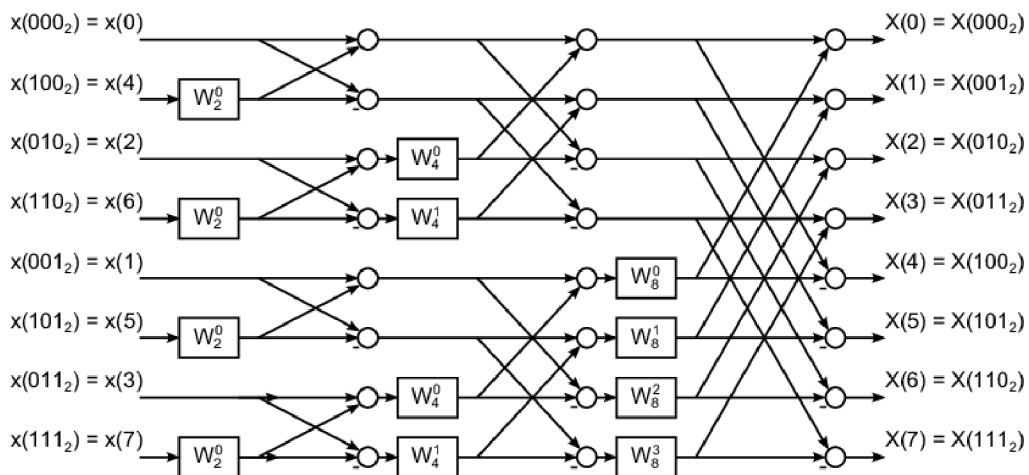 x(000₂) = x(0) X(0) = X(000₂)
x(100₂) = x(4) W₂⁰ X(1) = X(001₂)
x(010₂) = x(2) W₄⁰ X(2) = X(010₂)
x(110₂) = x(6) W₂⁰ W₄¹ X(3) = X(011₂)
x(001₂) = x(1) W₈⁰ X(4) = X(100₂)
x(101₂) = x(5) W₂⁰ W₈¹ X(5) = X(101₂)
x(011₂) = x(3) W₄⁰ W₈² X(6) = X(110₂)
x(111₂) = x(7) W₂⁰ W₄¹ W₈³ X(7) = X(111₂)